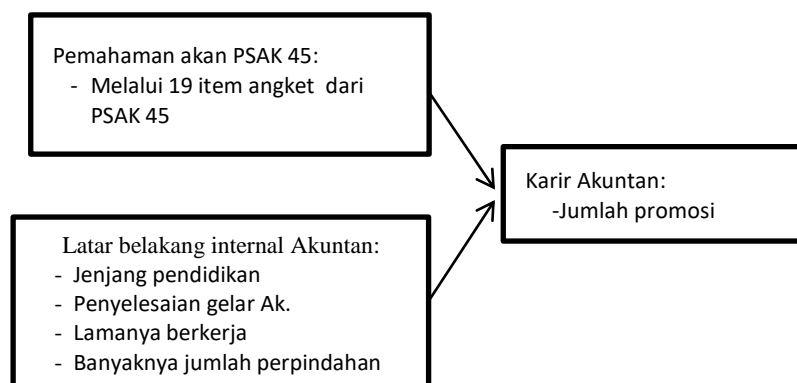 Pemahaman akan PSAK 45:
- Melalui 19 item angket dari
PSAK 45
Karir Akuntan:
-Jumlah promosi
Latar belakang internal Akuntan:
- Jenjang pendidikan
- Penyelesaian gelar Ak.
- Lamanya berkerja
- Banyaknya jumlah perpindahan